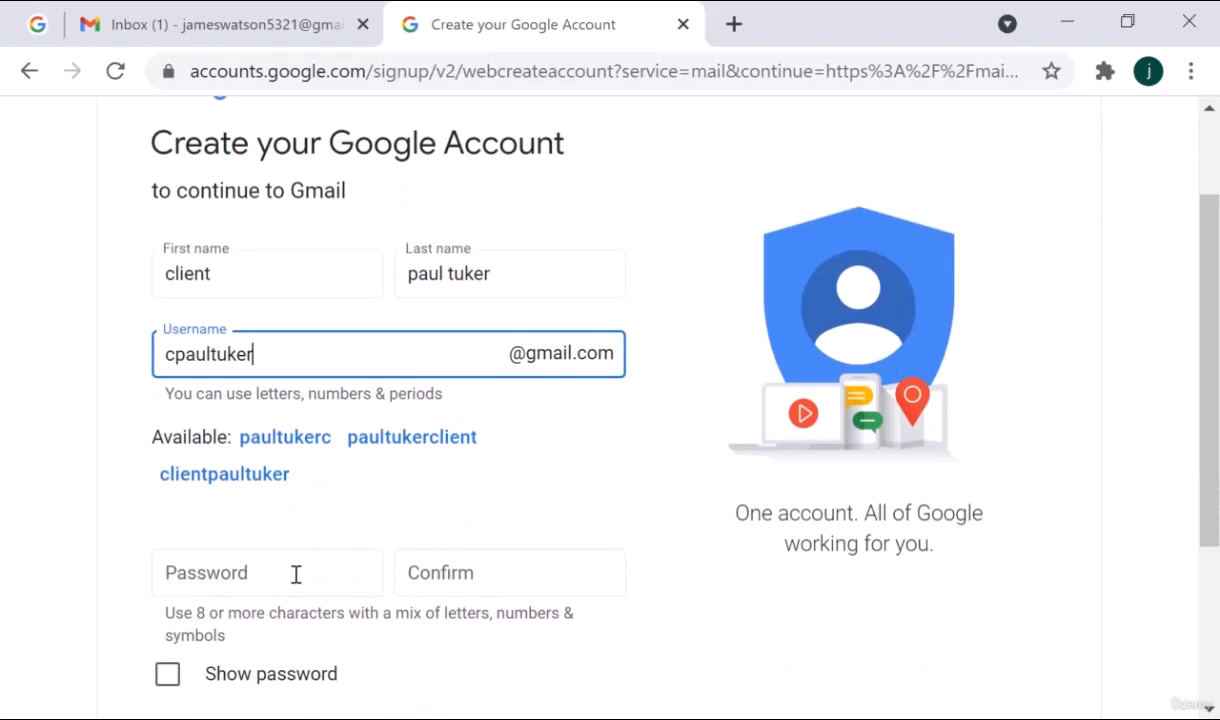 Inbox (1) - jameswatson5321@gma
Create your Google Account
accounts.google.com/signup/v2/webcreateaccount?service=mail&continue=https%3A%2F%2Fmai...
j
Create your Google Account
to continue to Gmail
First name
Last name
client
paul tuker
Username
cpaultuker
@gmail.com
You can use letters, numbers & periods
Available: paultukerc paultukerclient
clientpaultuker
One account. All of Google
working for you.
Password
Confirm
Use 8 or more characters with a mix of letters, numbers &
symbols
Show password